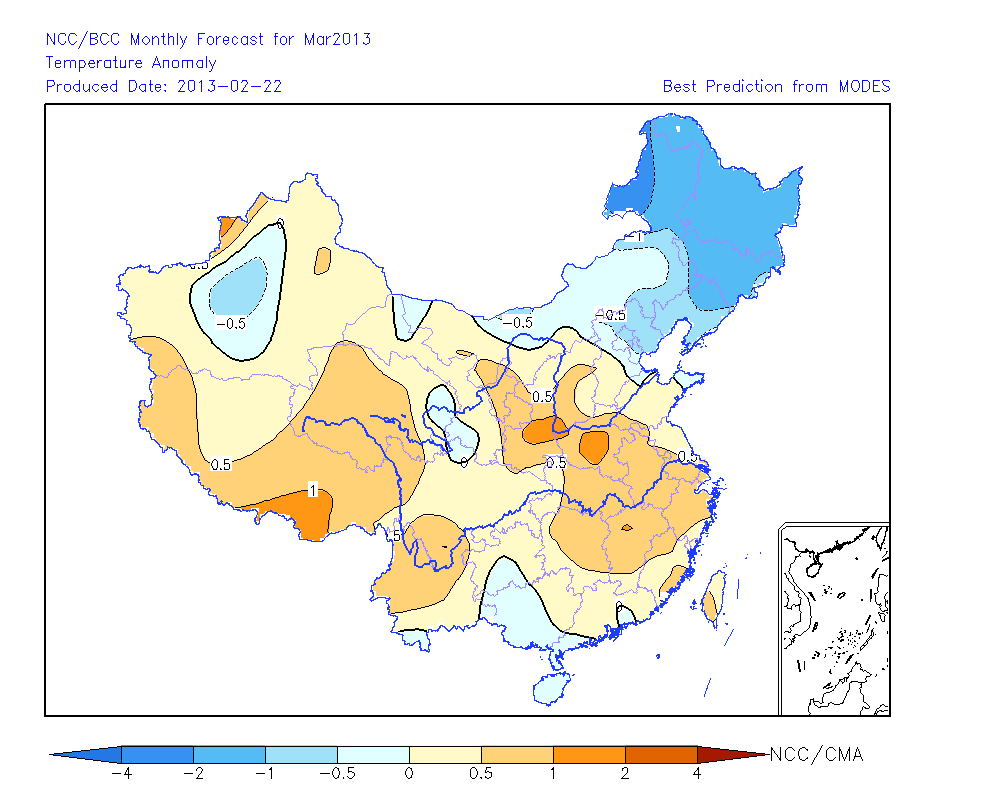 NCC/BCC Monthly Forecast for Mar2013
Temperature Anomaly
Produced Date: 2013-02-22
Best Prediction from MODES
0
-1
-0.5
-0.5
-0.5
0.5
0.5
0.5
0.5
0
1
0
-4 -2 -1 -0.5 0 0.5 1 2 4
NCC/CMA